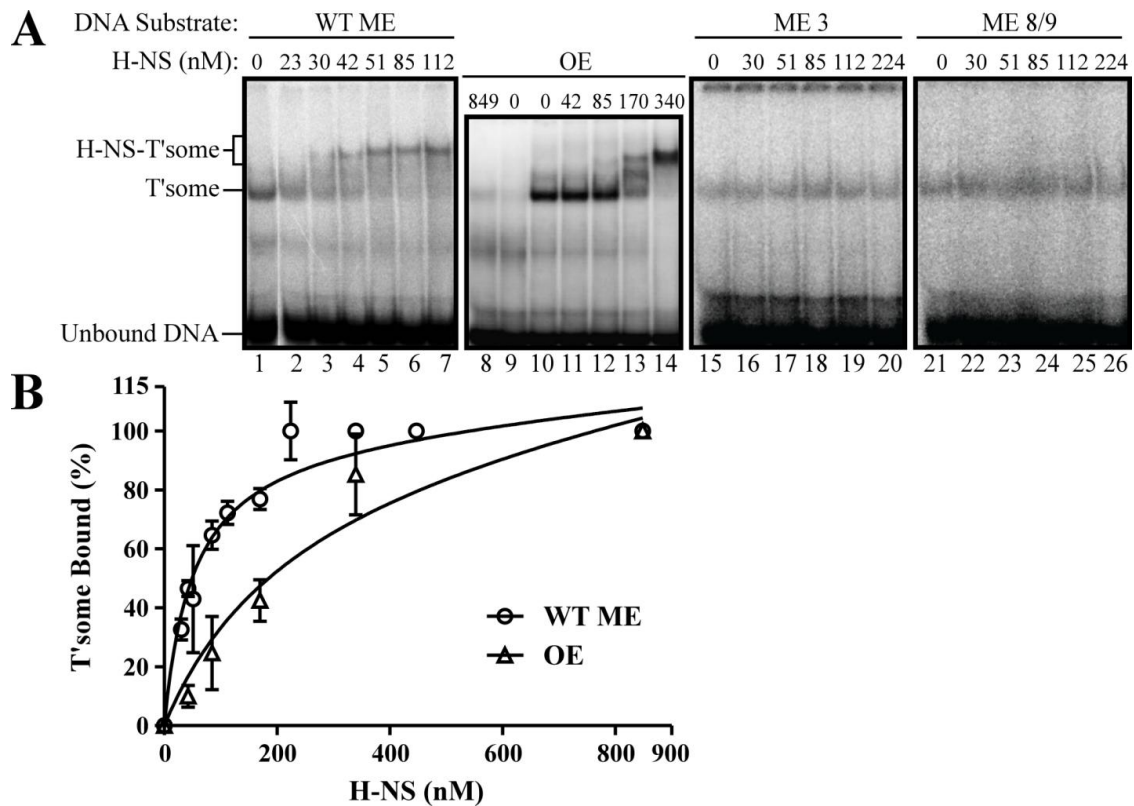 A
DNA Substrate: WT ME OE ME 3 ME 8/9
H-NS (nM): 0 23 30 42 51 85 112 849 0 0 42 85 170 340 0 30 51 85 112 224 0 30 51 85 112 224
H-NS-T'some
T'some
Unbound DNA
1 2 3 4 5 6 7 8 9 10 11 12 13 14 15 16 17 18 19 20 21 22 23 24 25 26
B
T'some Bound (%)
115
100
80
60
40
20
0
WT ME
OE
0 200 400 600 800 900
H-NS (nM)